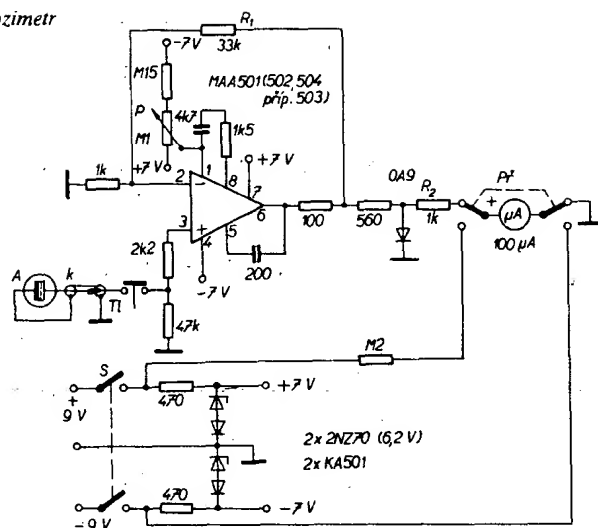 ozimetr
R1
33k
-7 V
M15
MAA501(502, 504
příp. 503)
P
4k7
M1
1k5
+7 V
+7 V
1k
2
1
8
7
6
3
5
4
OA9
R2
Př
100
560
1k
+
µA
100 µA
2k2
200
-7 V
A
k
Tl
47k
M2
S
+
9 V
470
+7 V
2x 2NZ70 (6,2 V)
2x KA501
470
- 9V
-7 V